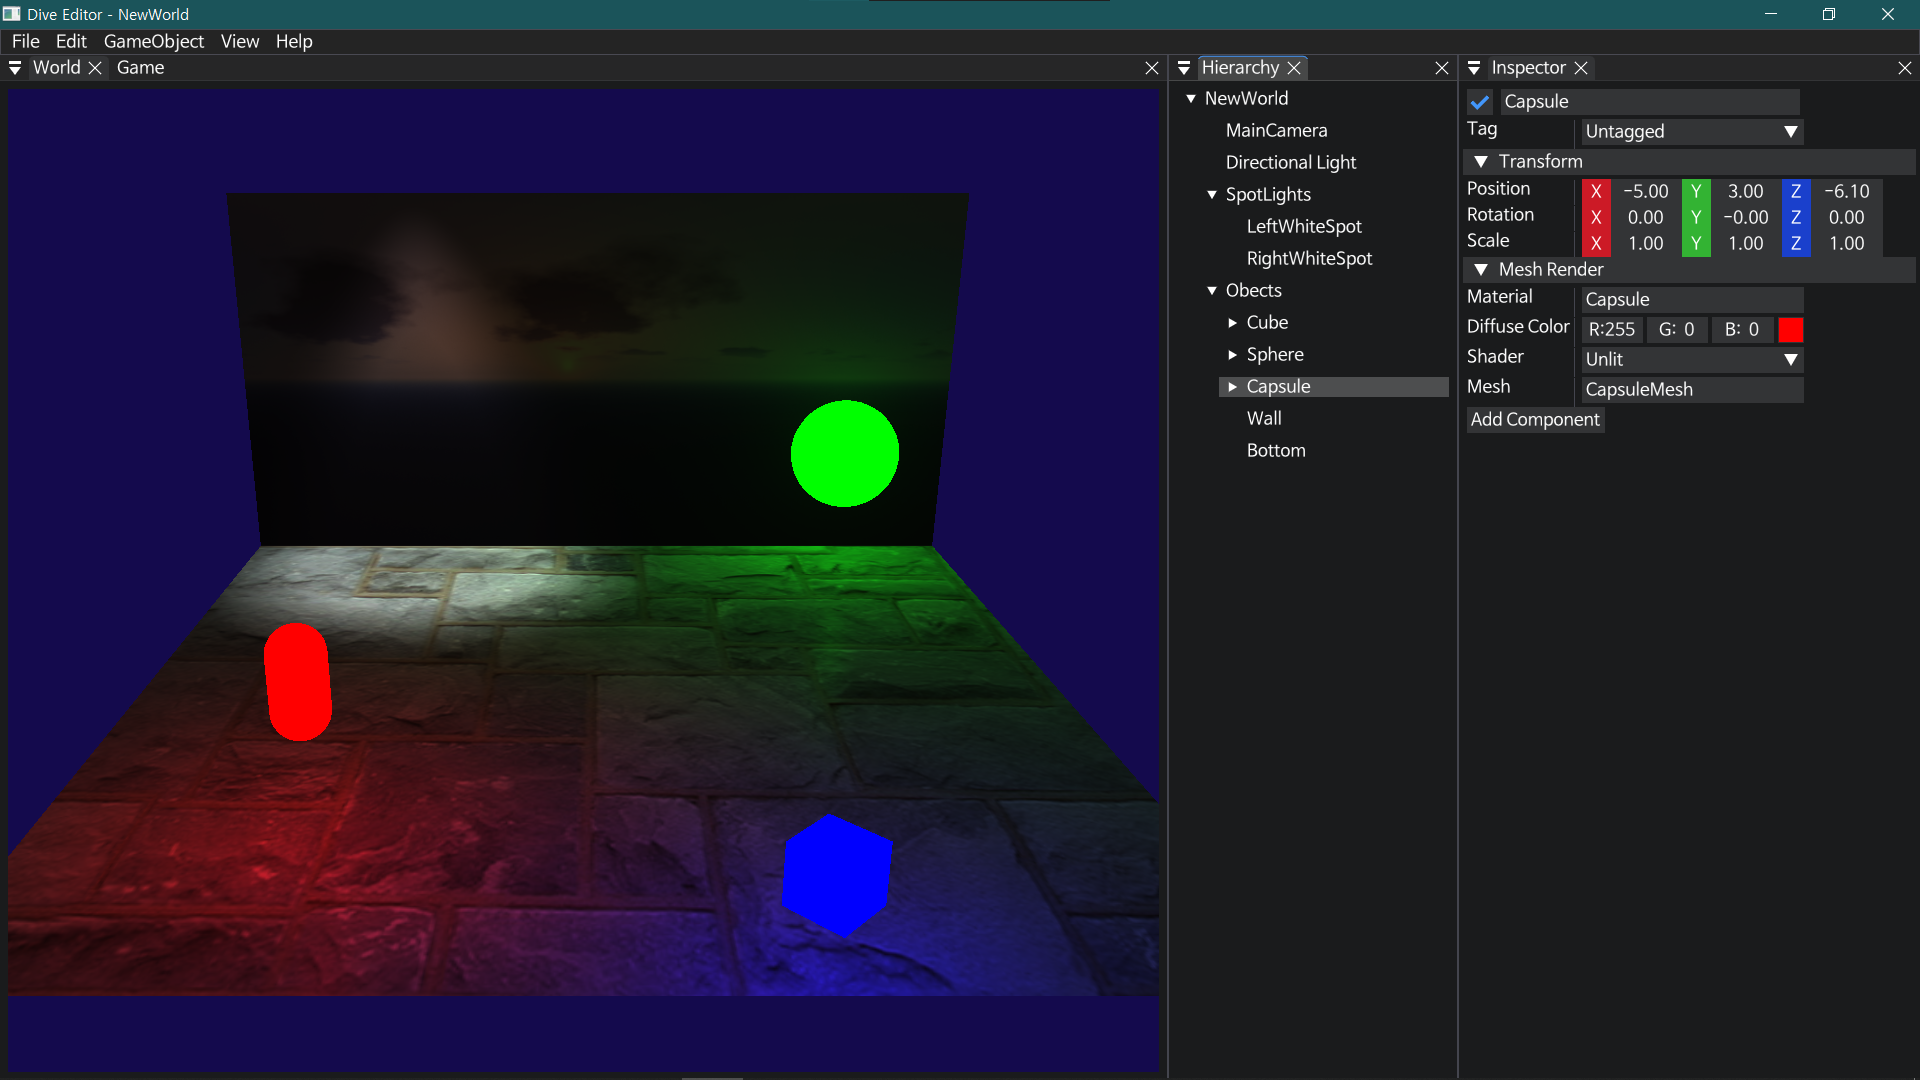 Dive Editor - NewWorld
File Edit GameObject View Help
World Game
Hierarchy
NewWorld
MainCamera
Directional Light
SpotLights
LeftWhiteSpot
RightWhiteSpot
Obects
Cube
Sphere
Capsule
Wall
Bottom
Inspector
Capsule
Tag Untagged
Transform
Position X -5.00 Y 3.00 Z -6.10
Rotation X 0.00 Y -0.00 Z 0.00
Scale X 1.00 Y 1.00 Z 1.00
Mesh Render
Material Capsule
Diffuse Color R:255 G: 0 B: 0
Shader Unlit
Mesh CapsuleMesh
Add Component